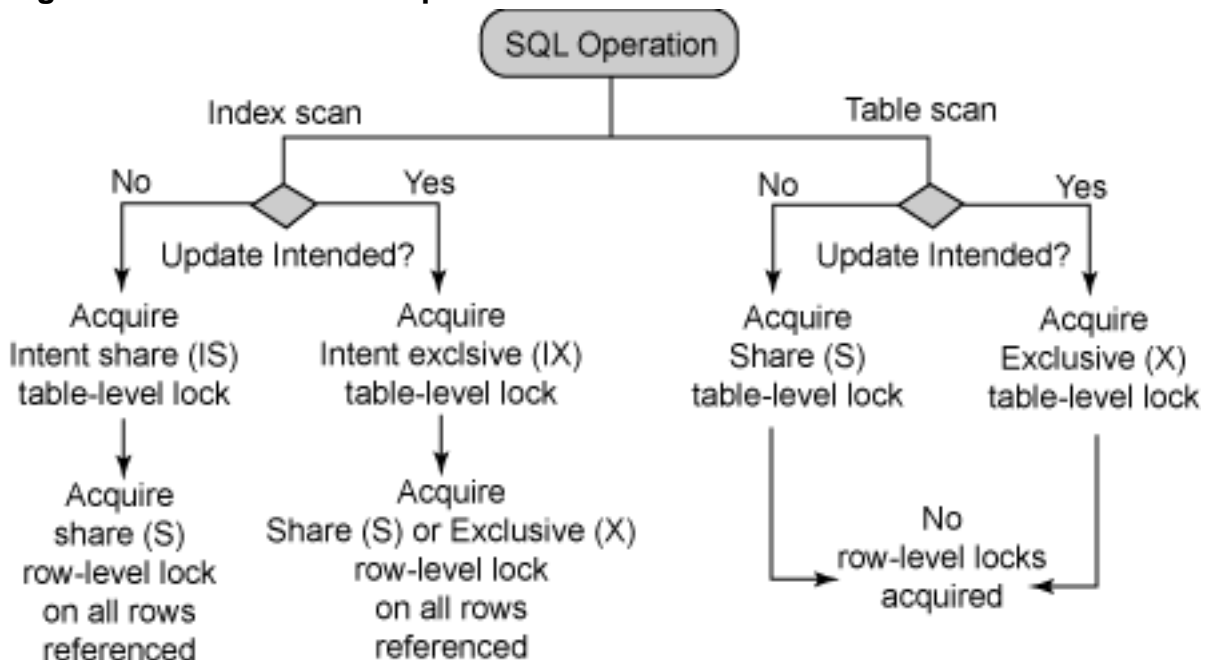 SQL Operation
Index scan
Table scan
No
Yes
Update Intended?
No
Yes
Update Intended?
Acquire
Intent share (IS)
table-level lock
Acquire
Intent exclsive (IX)
table-level lock
Acquire
Share (S)
table-level lock
Acquire
Exclusive (X)
table-level lock
Acquire
share (S)
row-level lock
on all rows
referenced
Acquire
Share (S) or Exclusive (X)
row-level lock
on all rows
referenced
No
row-level locks
acquired